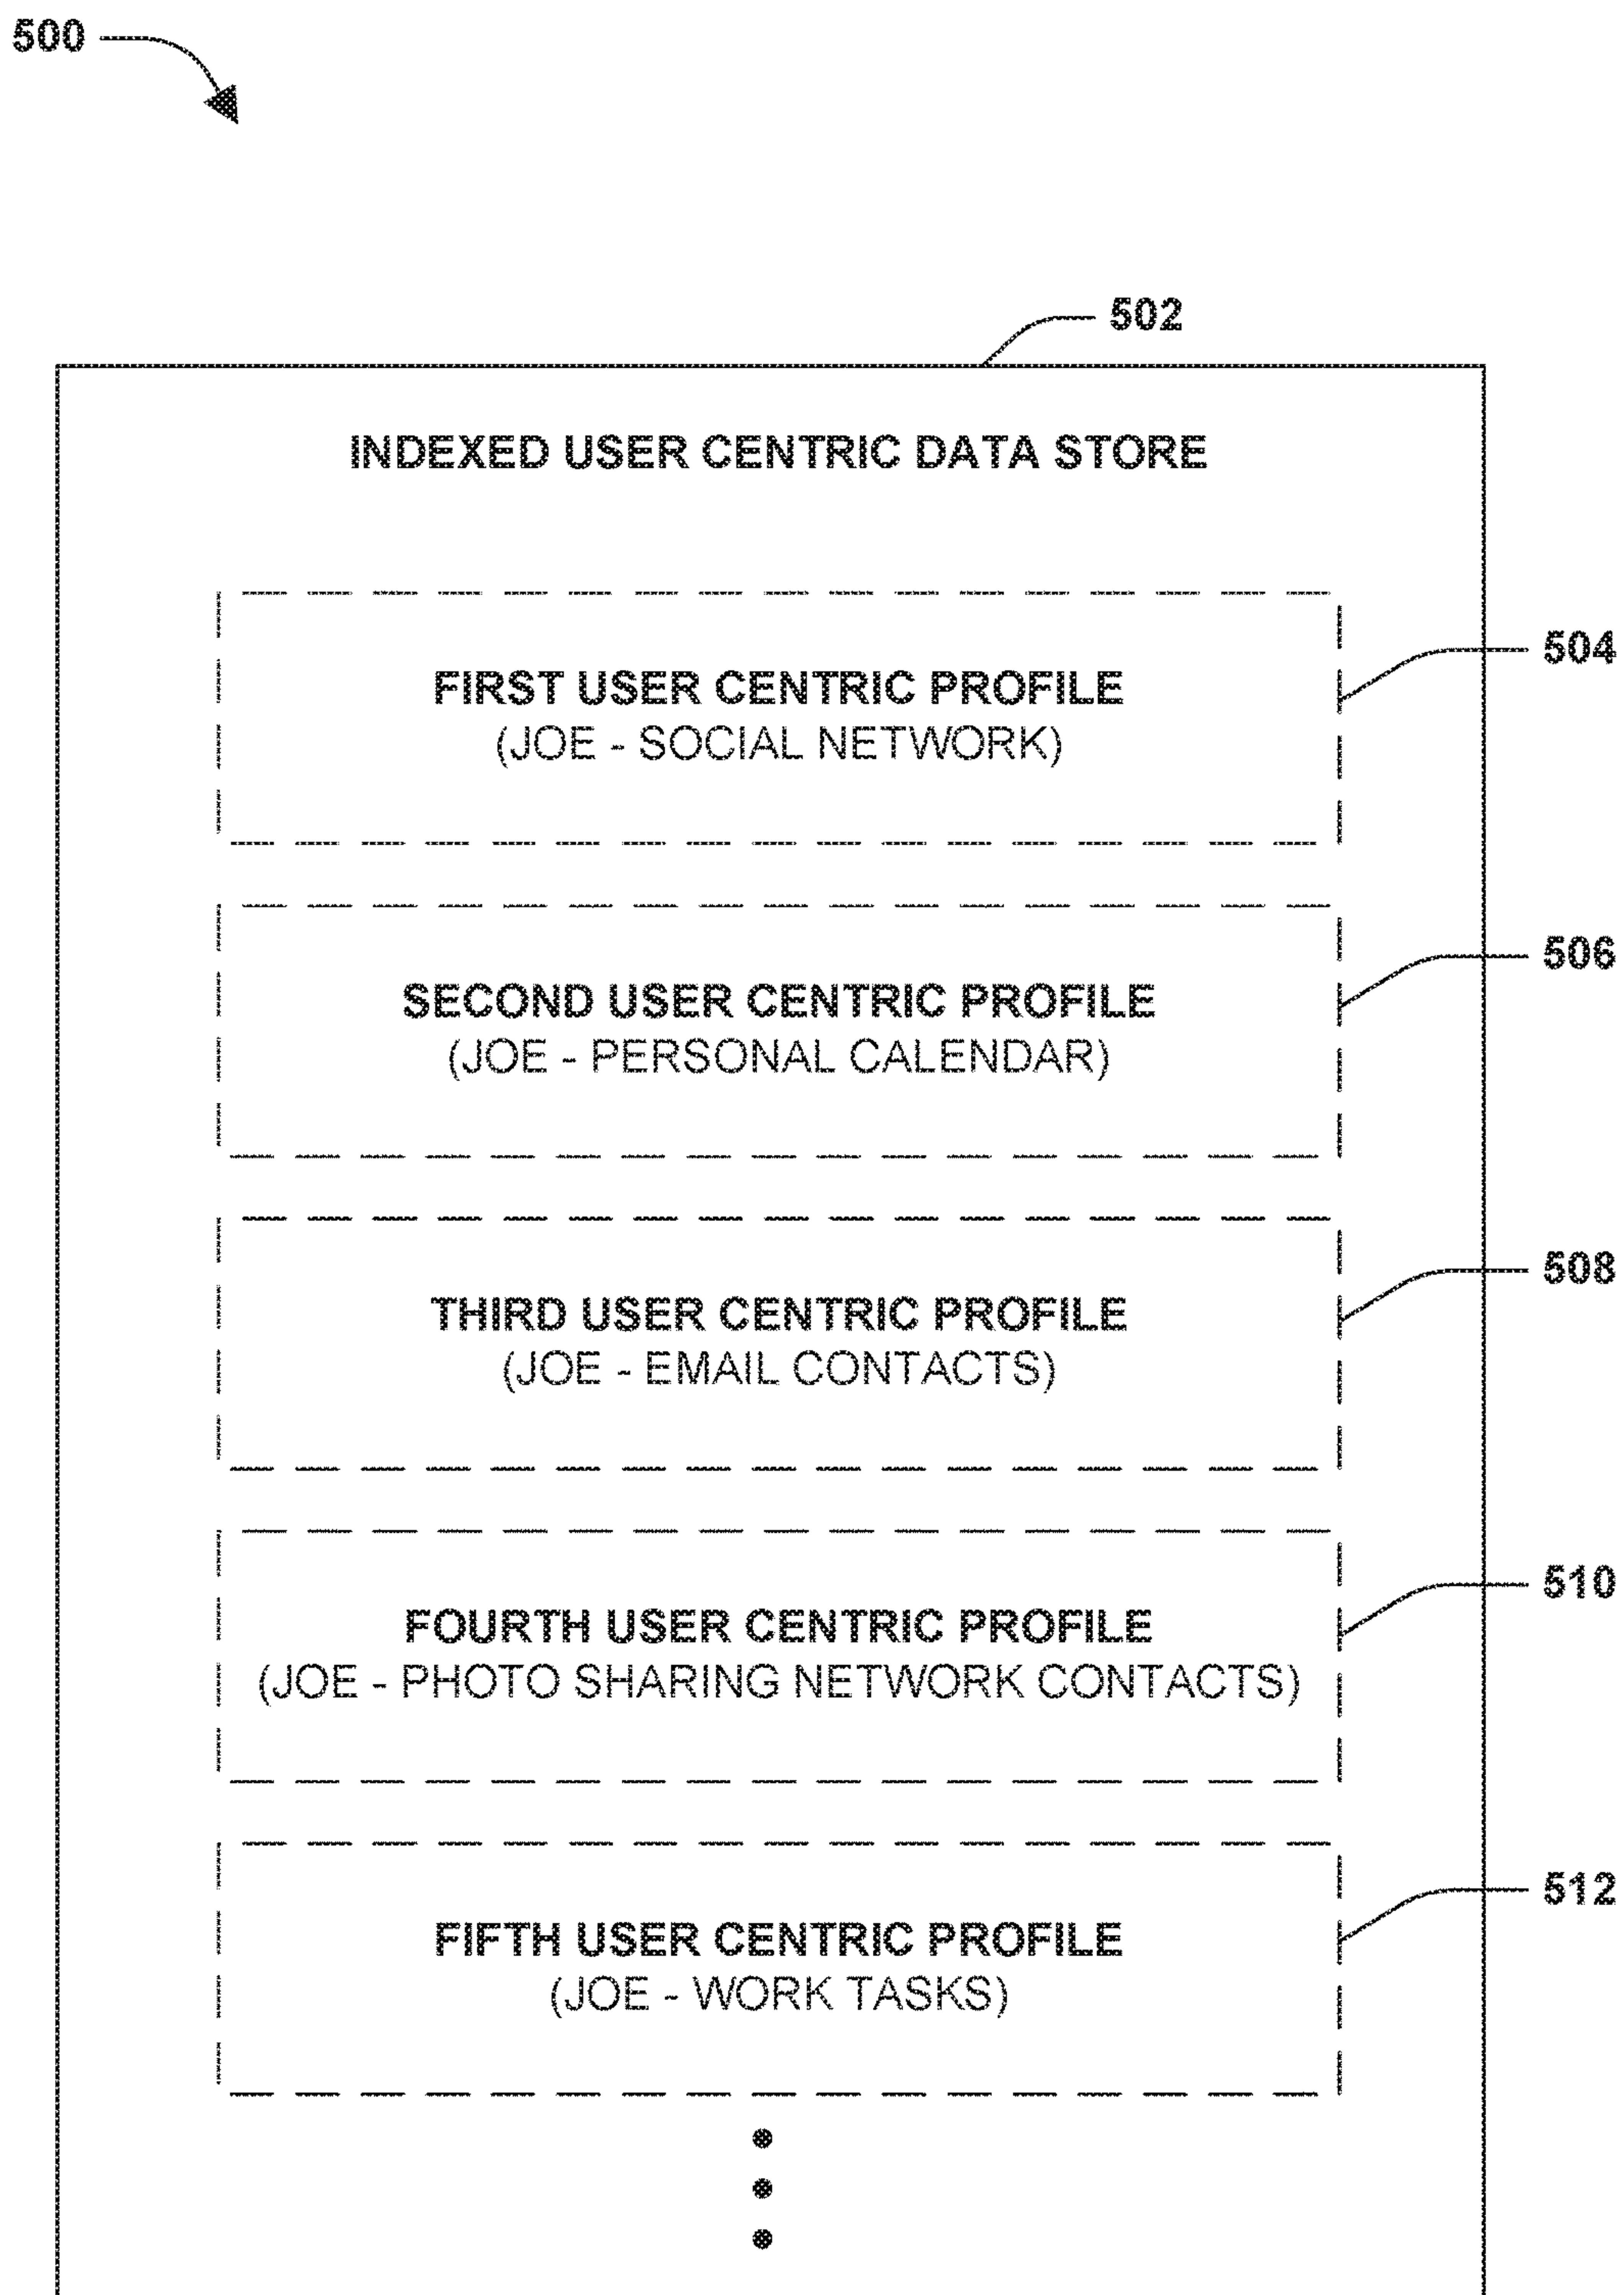 500
502
INDEXED USER CENTRIC DATA STORE
504
FIRST USER CENTRIC PROFILE
(JOE - SOCIAL NETWORK)
506
SECOND USER CENTRIC PROFILE
(JOE - PERSONAL CALENDAR)
508
THIRD USER CENTRIC PROFILE
(JOE - EMAIL CONTACTS)
510
FOURTH USER CENTRIC PROFILE
(JOE - PHOTO SHARING NETWORK CONTACTS)
512
FIFTH USER CENTRIC PROFILE
(JOE - WORK TASKS)